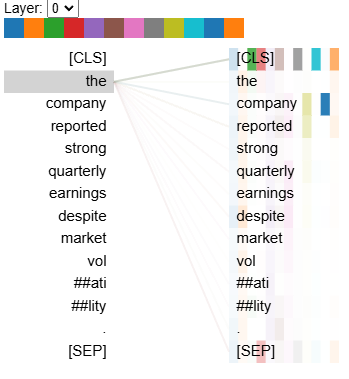 Layer: 0
[CLS] [CLS]
the the
company company
reported reported
strong strong
quarterly quarterly
earnings earnings
despite despite
market market
vol vol
##ati ##ati
##lity ##lity
. .
[SEP] [SEP]